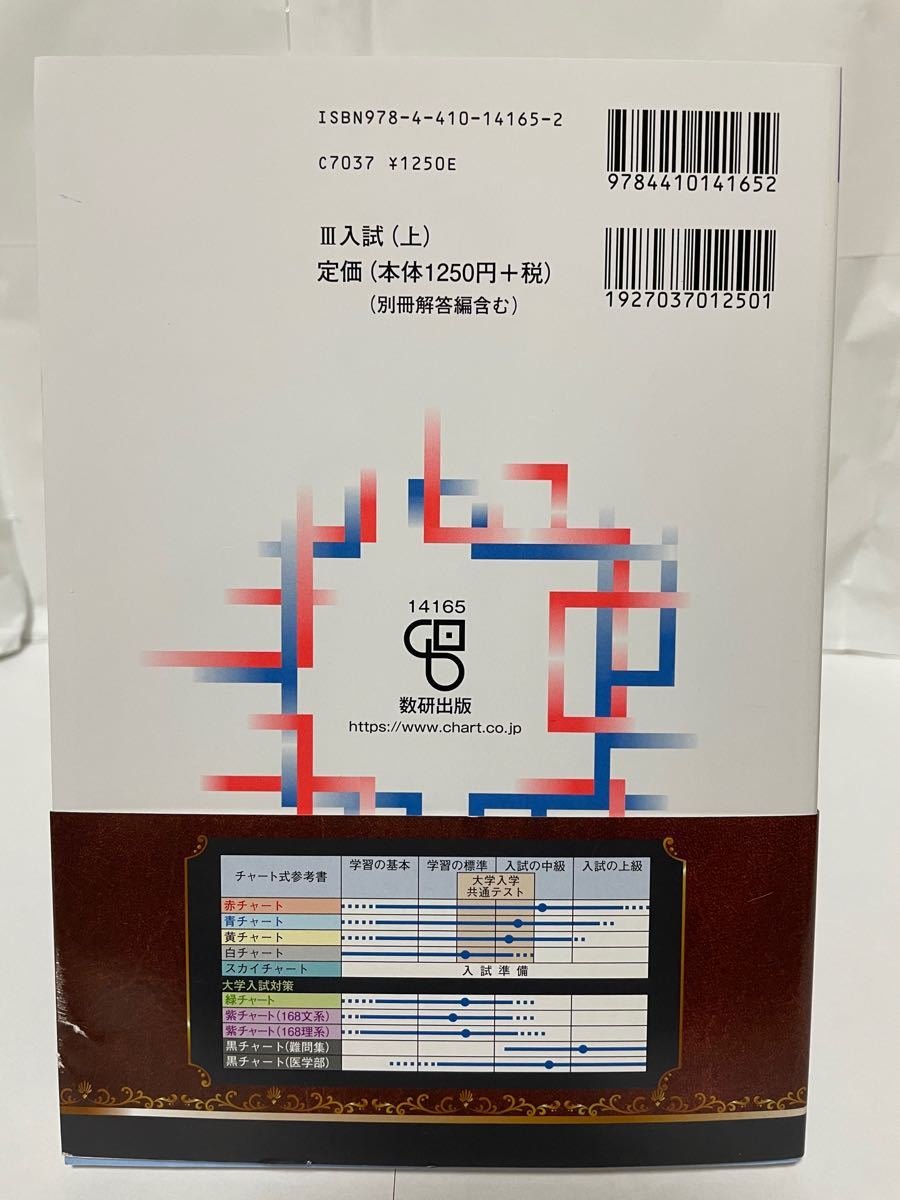 ISBN978-4-410-14165-2
C7037 ¥1250E
9784410141652
Ⅲ入試(上)
定価(本体1250円+税)
(別冊解答編含む)
1927037012501
14165
数研出版
https://www.chart.co.jp
チャート式参考書
学習の基本 学習の標準 入試の中級 入試の上級
大学入学
共通テスト
赤チャート
青チャート
黄チャート
白チャート
スカイチャート 入試準備
大学入試対策
緑チャート
紫チャート(168文系)
紫チャート(168理系)
黒チャート(難問集)
黒チャート(医学部)